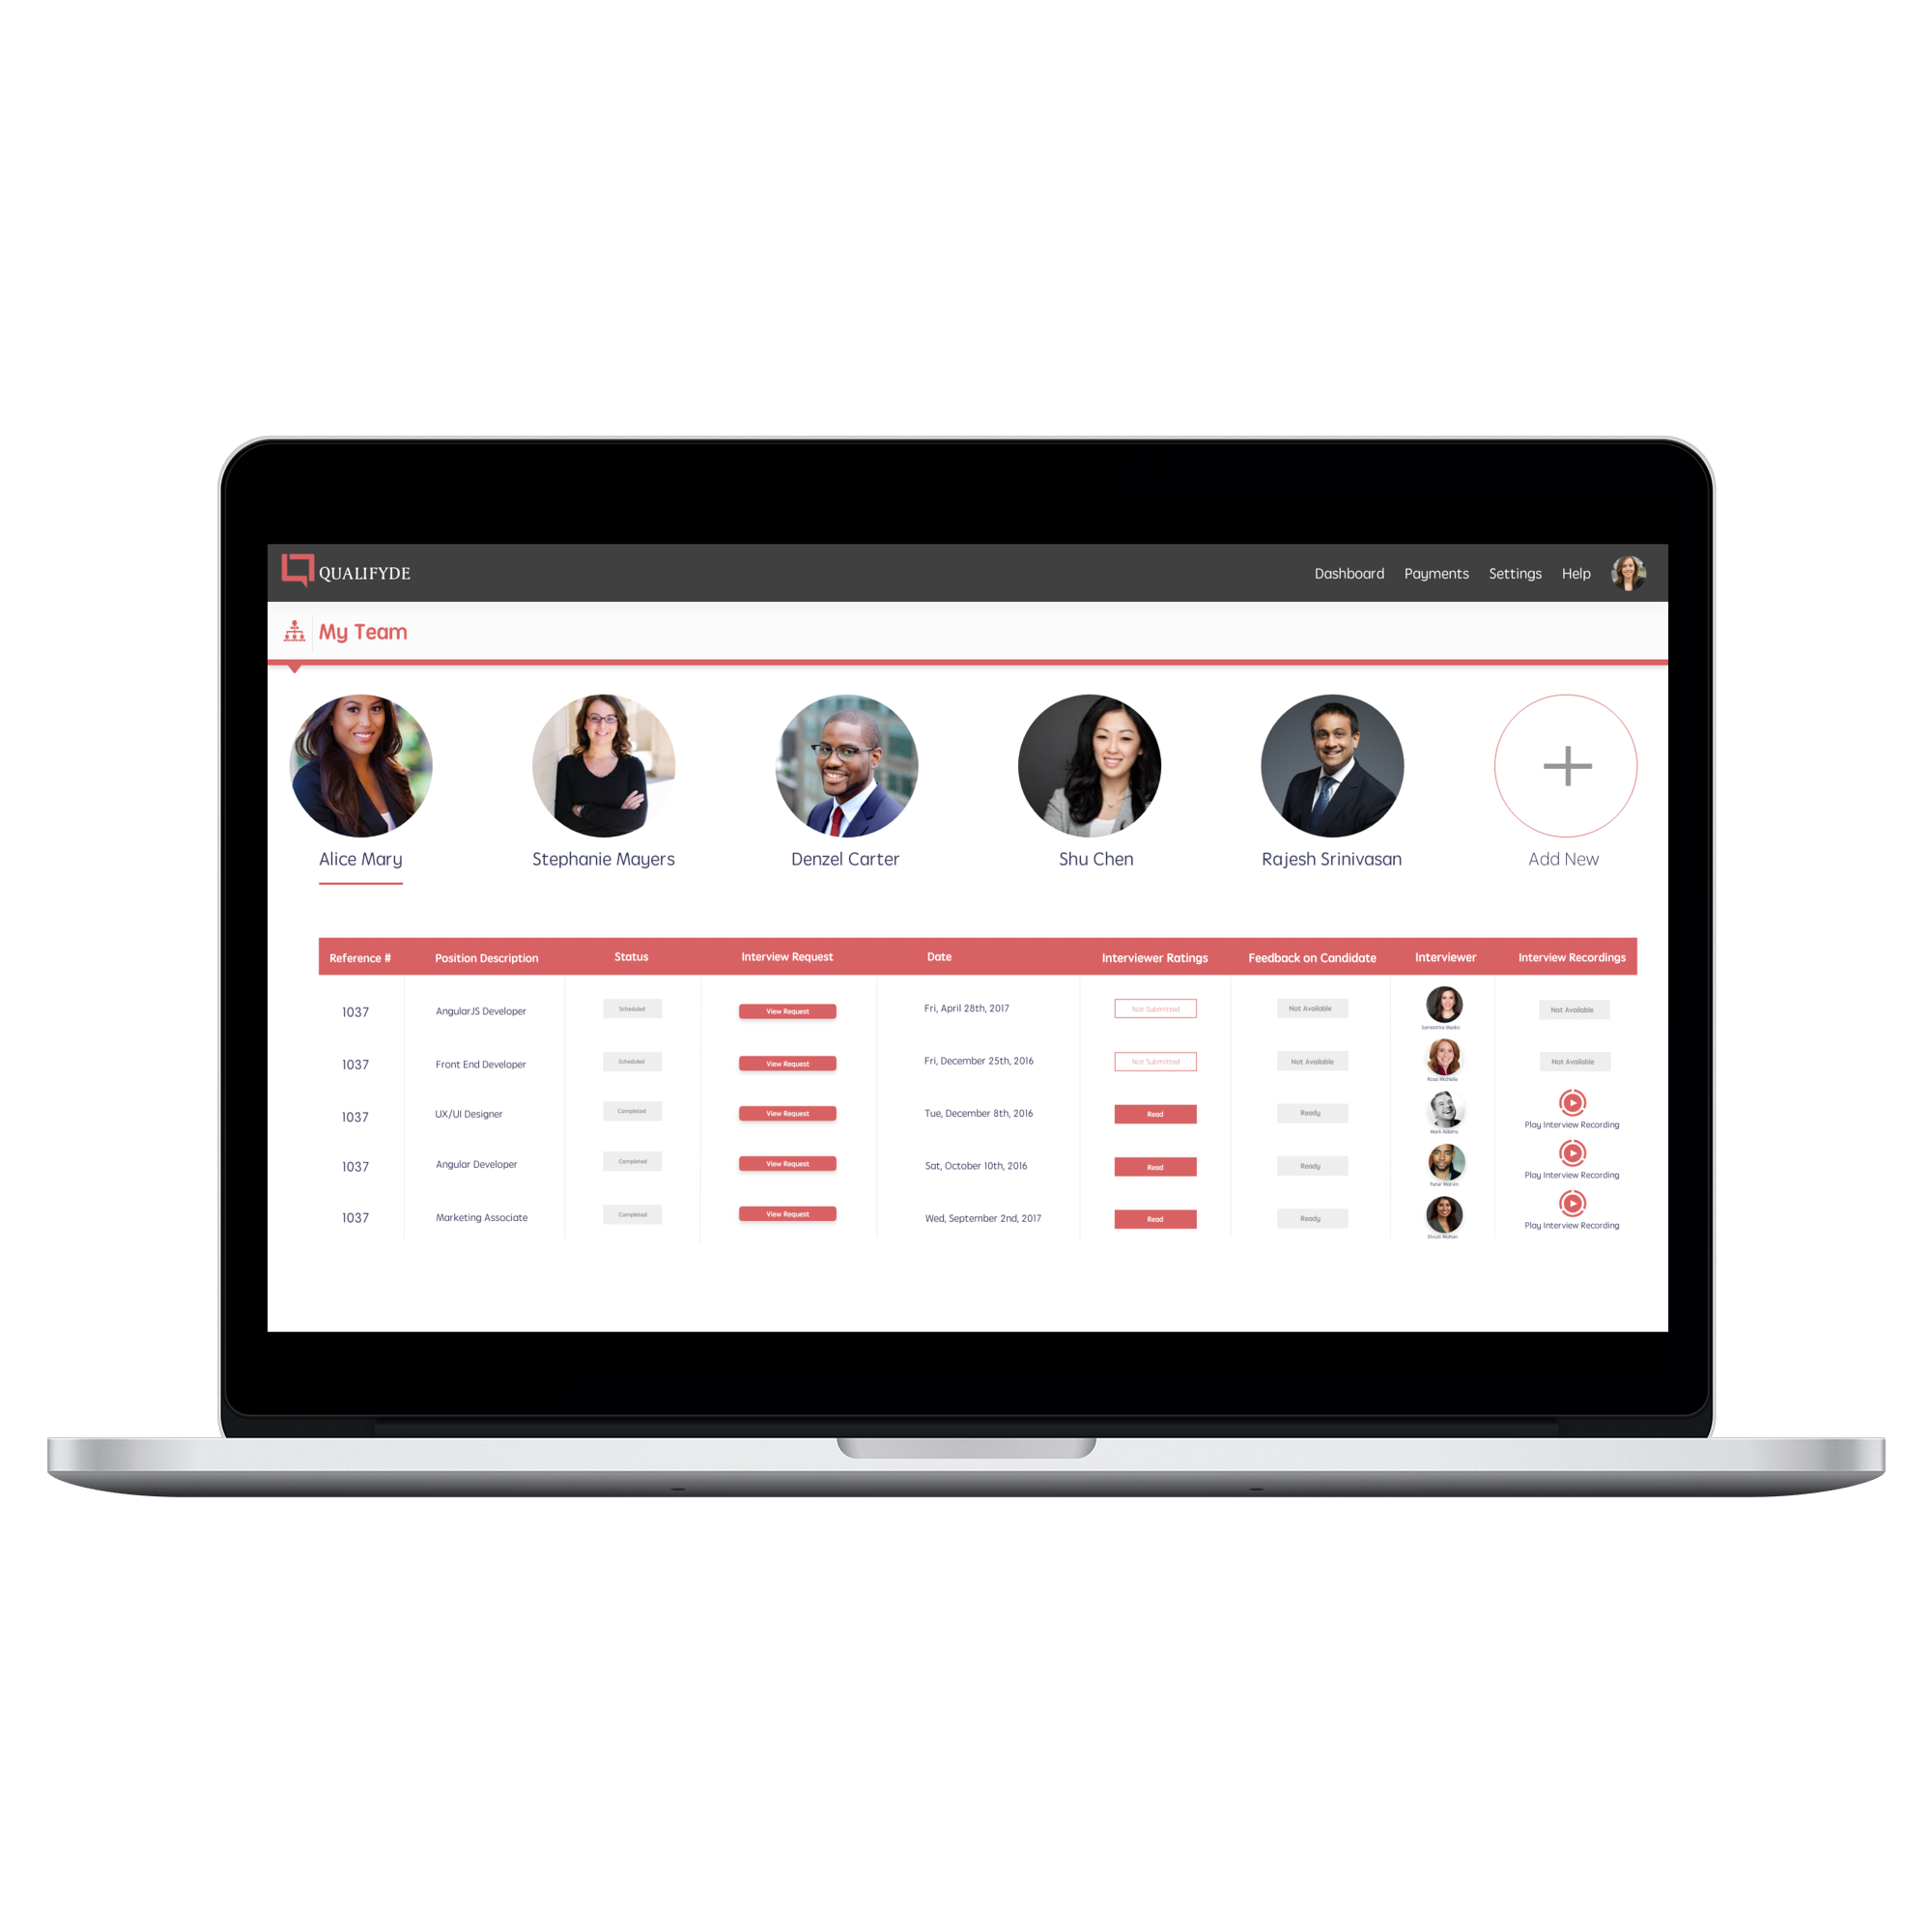 QUALIFYDE
Dashboard Payments Settings Help
My Team
Alice Mary Stephanie Mayers Denzel Carter Shu Chen Rajesh Srinivasan Add New
Reference # Position Description Status Interview Request Date Interviewer Ratings Feedback on Candidate Interviewer Interview Recordings
1037 AngularJS Developer Scheduled View Request Fri, April 28th, 2017 Not Submitted Not Available Not Available
Samantha
1037 Front End Developer Scheduled View Request Fri, December 25th, 2016 Not Submitted Not Available Not Available
Rosa Michelle
1037 UX/UI Designer Completed View Request Tue, December 8th, 2016 Read Ready
Mark Adams Play Interview Recording
1037 Angular Developer Completed View Request Sat, October 10th, 2016 Read Ready
Peter Marvin Play Interview Recording
1037 Marketing Associate Completed View Request Wed, September 2nd, 2017 Read Ready
Shruti Mohan Play Interview Recording